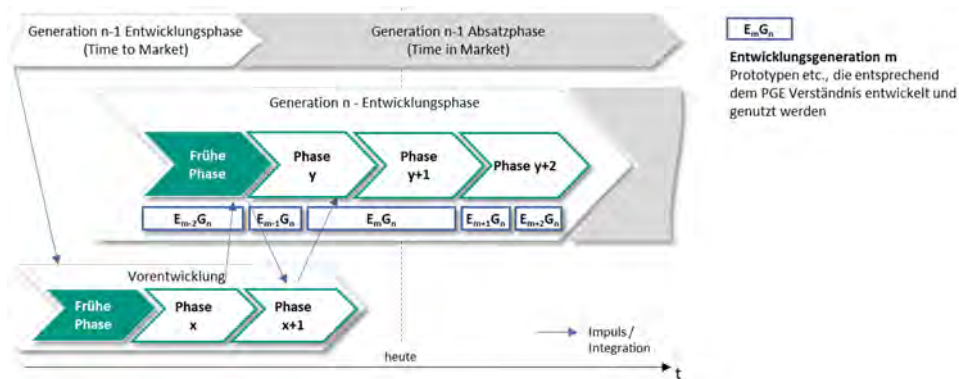 Generation n-1 Entwicklungsphase
(Time to Market)
Generation n-1 Absatzphase
(Time in Market)
EₘGₙ
Entwicklungsgeneration m
Prototypen etc., die entsprechend
dem PGE Verständnis entwickelt und
genutzt werden
Generation n - Entwicklungsphase
Frühe
Phase
Phase
y
Phase
y+1
Phase y+2
Eₘ₋₂Gₙ
Eₘ₋₁Gₙ
EₘGₙ
Eₘ₊₁Gₙ
Eₘ₊₂Gₙ
Vorentwicklung
Frühe
Phase
Phase
x
Phase
x+1
Impuls /
Integration
heute
t